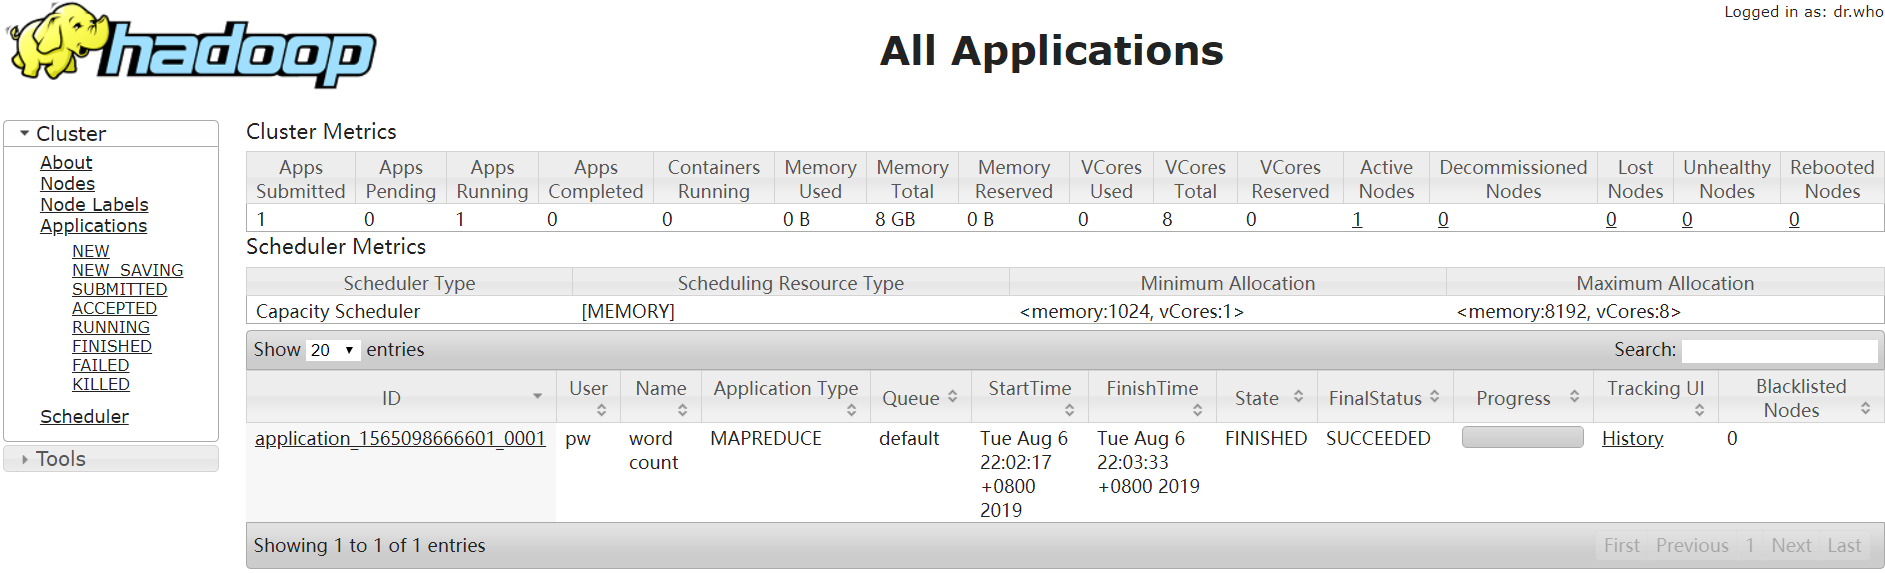 hadoop
Logged in as: dr.who
All Applications
Cluster
About
Nodes
Node Labels
Applications
NEW
NEW_SAVING
SUBMITTED
ACCEPTED
RUNNING
FINISHED
FAILED
KILLED
Scheduler
Tools
Cluster Metrics
Apps Submitted Apps Pending Apps Running Apps Completed Containers Running Memory Used Memory Total Memory Reserved VCores Used VCores Total VCores Reserved Active Nodes Decommissioned Nodes Lost Nodes Unhealthy Nodes Rebooted Nodes
1 0 1 0 0 0 B 8 GB 0 B 0 8 0 1 0 0 0 0
Scheduler Metrics
Scheduler Type Scheduling Resource Type Minimum Allocation Maximum Allocation
Capacity Scheduler [MEMORY] <memory:1024, vCores:1> <memory:8192, vCores:8>
Show 20 entries Search:
ID User Name Application Type Queue StartTime FinishTime State FinalStatus Progress Tracking UI Blacklisted Nodes
application_1565098666601_0001 pw word count MAPREDUCE default Tue Aug 6 22:02:17 +0800 2019 Tue Aug 6 22:03:33 +0800 2019 FINISHED SUCCEEDED History 0
Showing 1 to 1 of 1 entries First Previous 1 Next Last